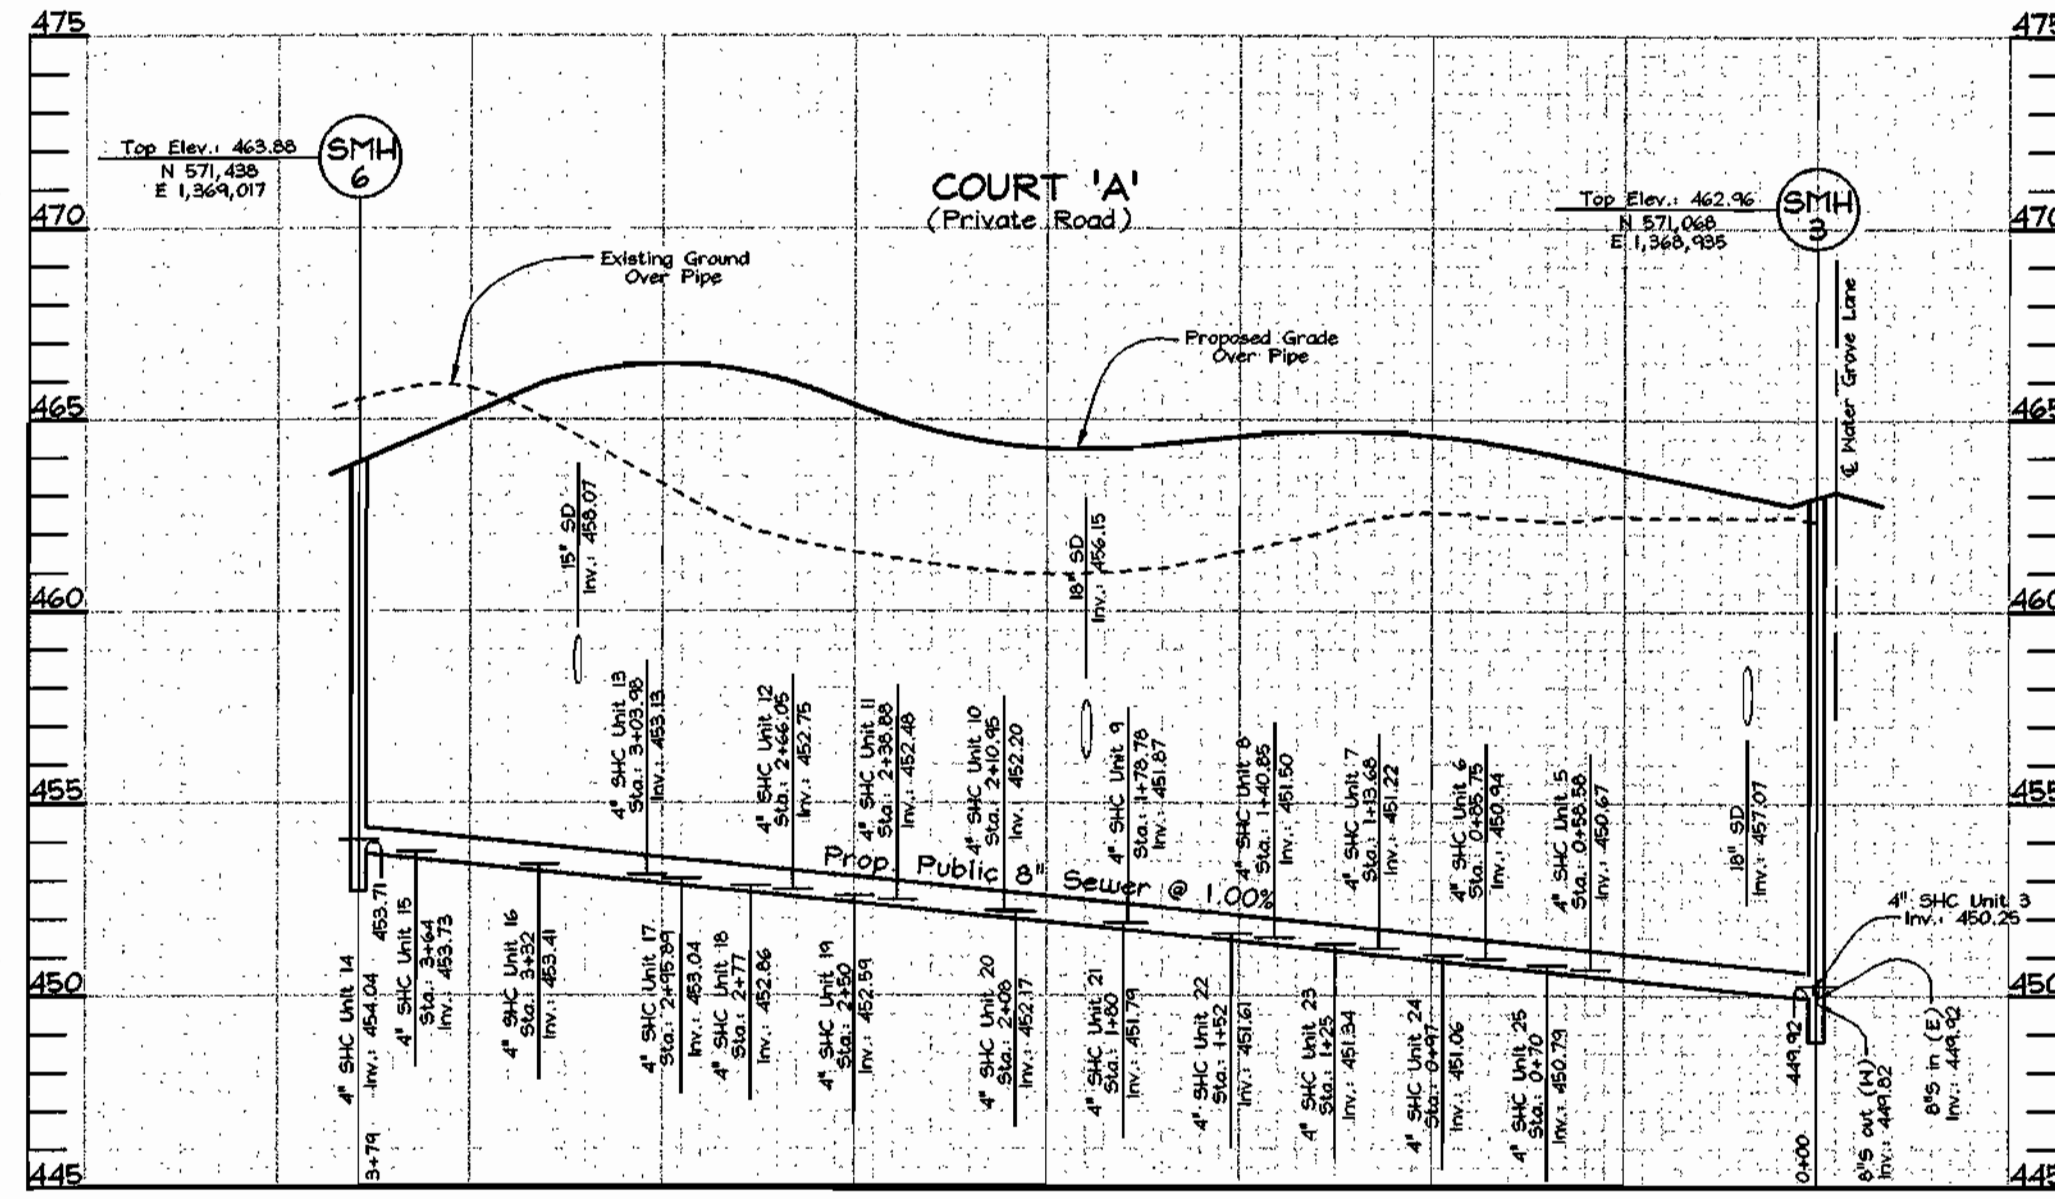 475
475
Top Elev.: 463.88
N 571,438
E 1,369,017
SMH
6
COURT 'A'
(Private Road)
Top Elev.: 462.96
N 571,068
E 1,368,935
SMH
3
470
470
Existing Ground
Over Pipe
Proposed Grade
Over Pipe
℄ Water Grove Lane
465
465
15" SD
Inv.: 458.07
18" SD
Inv.: 456.15
460
460
4" SHC Unit 13
Sta.: 3+03.98
Inv.: 453.13
4" SHC Unit 12
Sta.: 2+66.05
Inv.: 452.75
4" SHC Unit 11
Sta.: 2+38.88
Inv.: 452.48
4" SHC Unit 10
Sta.: 2+10.95
Inv.: 452.20
4" SHC Unit 9
Sta.: 1+78.78
Inv.: 451.87
4" SHC Unit 8
Sta.: 1+40.85
Inv.: 451.50
4" SHC Unit 7
Sta.: 1+13.68
Inv.: 451.22
4" SHC Unit 6
Sta.: 0+85.75
Inv.: 450.94
4" SHC Unit 5
Sta.: 0+58.58
Inv.: 450.67
18" SD
Inv.: 457.07
455
455
Prop. Public 8" Sewer @ 1.00%
4" SHC Unit 3
Inv.: 450.25
450
450
4" SHC Unit 14
Inv.: 454.04
453.71
4" SHC Unit 15
Sta.: 3+64
Inv.: 453.73
4" SHC Unit 16
Sta.: 3+32
Inv.: 453.41
4" SHC Unit 17
Sta.: 2+95.89
Inv.: 453.04
4" SHC Unit 18
Sta.: 2+77
Inv.: 452.86
4" SHC Unit 19
Sta.: 2+50
Inv.: 452.59
4" SHC Unit 20
Sta.: 2+08
Inv.: 452.17
4" SHC Unit 21
Sta.: 1+80
Inv.: 451.79
4" SHC Unit 22
Sta.: 1+52
Inv.: 451.61
4" SHC Unit 23
Sta.: 1+25
Inv.: 451.34
4" SHC Unit 24
Sta.: 0+97
Inv.: 451.06
4" SHC Unit 25
Sta.: 0+70
Inv.: 450.79
449.92
8"S out (W)
Inv.: 449.82
8"S in (E)
Inv.: 449.92
3+79
0+00
445
445